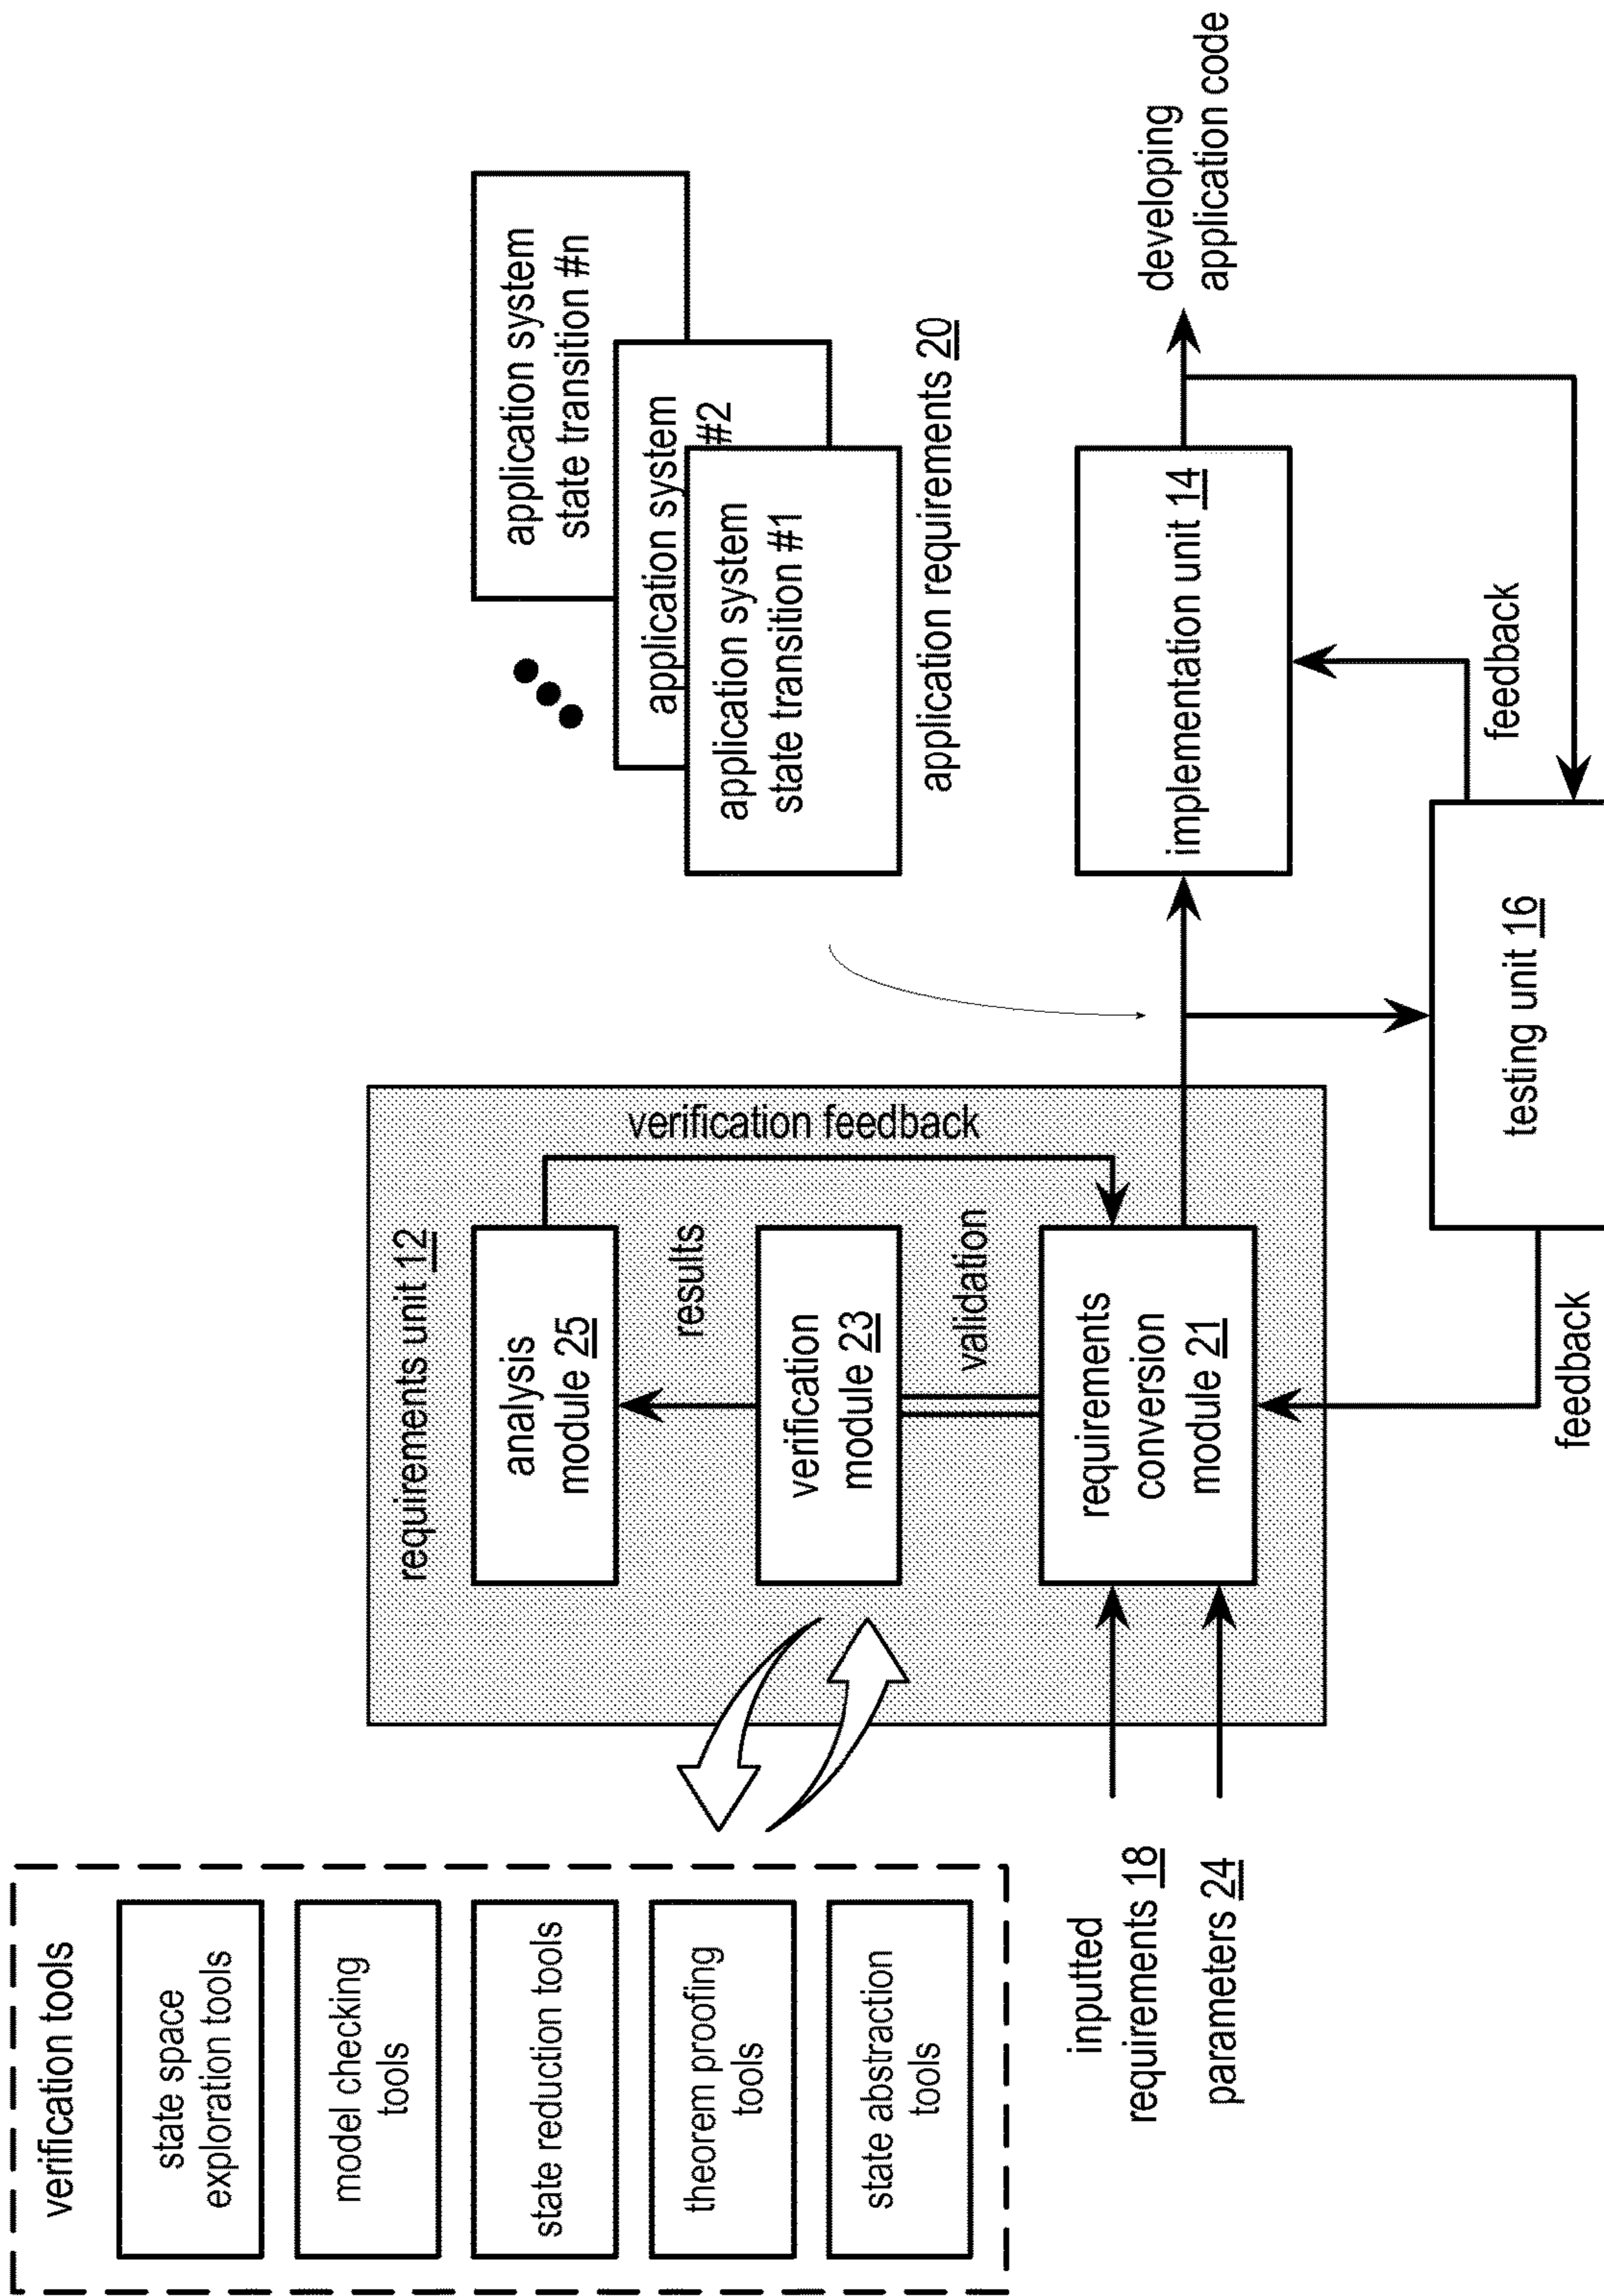 verification tools
state space
exploration tools
model checking
tools
state reduction tools
theorem proofing
tools
state abstraction
tools
inputted
requirements 18
parameters 24
requirements unit 12
analysis
module 25
results
verification
module 23
validation
requirements
conversion
module 21
verification feedback
feedback
testing unit 16
feedback
implementation unit 14
developing
application code
application system
state transition #n
application system
#2
application system
state transition #1
application requirements 20